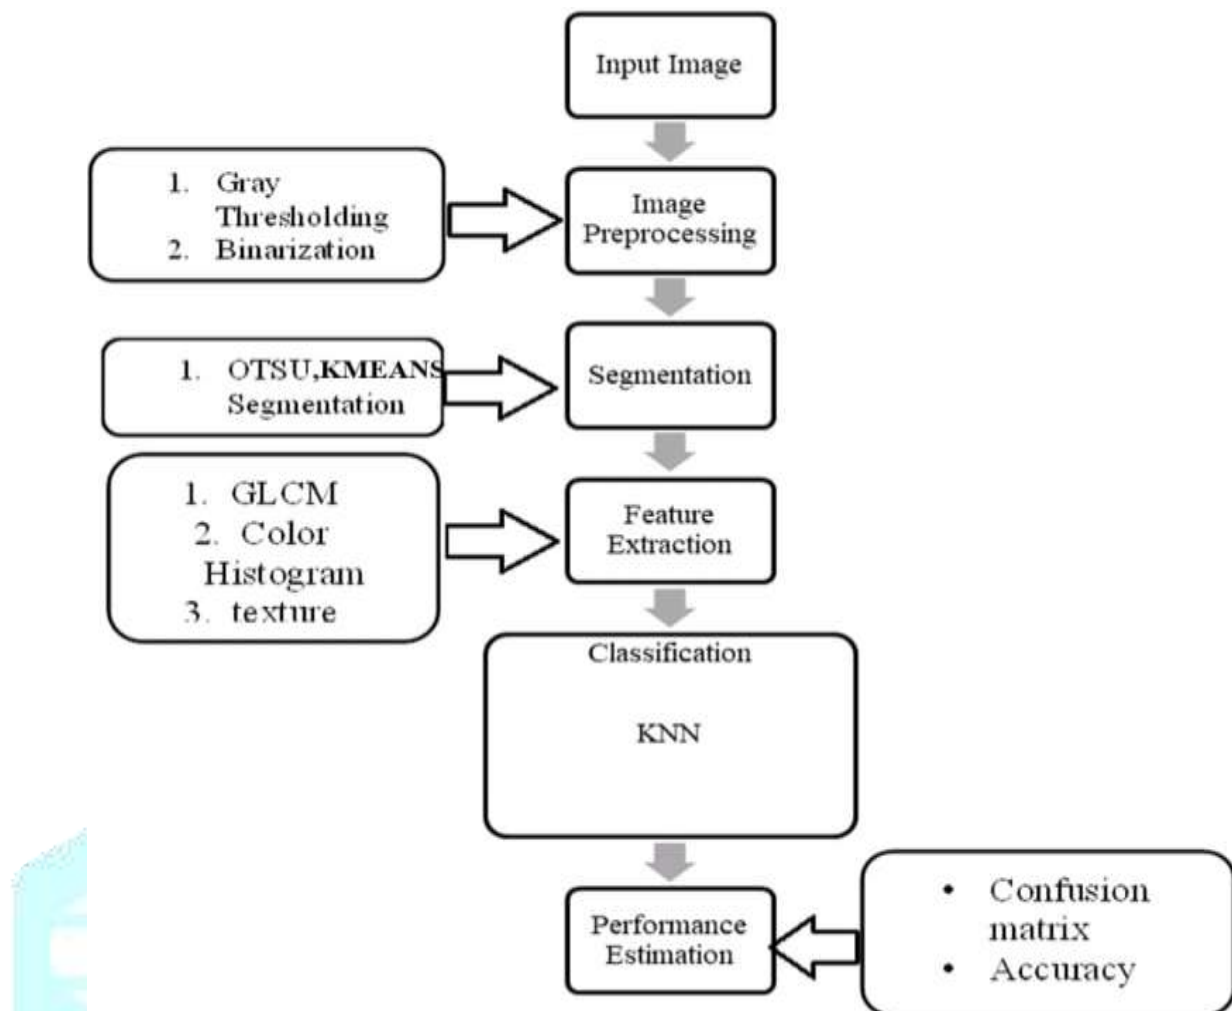 Input Image
1. Gray
Thresholding
2. Binarization
Image
Preprocessing
1. OTSU,KMEANS
Segmentation
Segmentation
1. GLCM
2. Color
Histogram
3. texture
Feature
Extraction
Classification
KNN
Performance
Estimation
• Confusion
matrix
• Accuracy